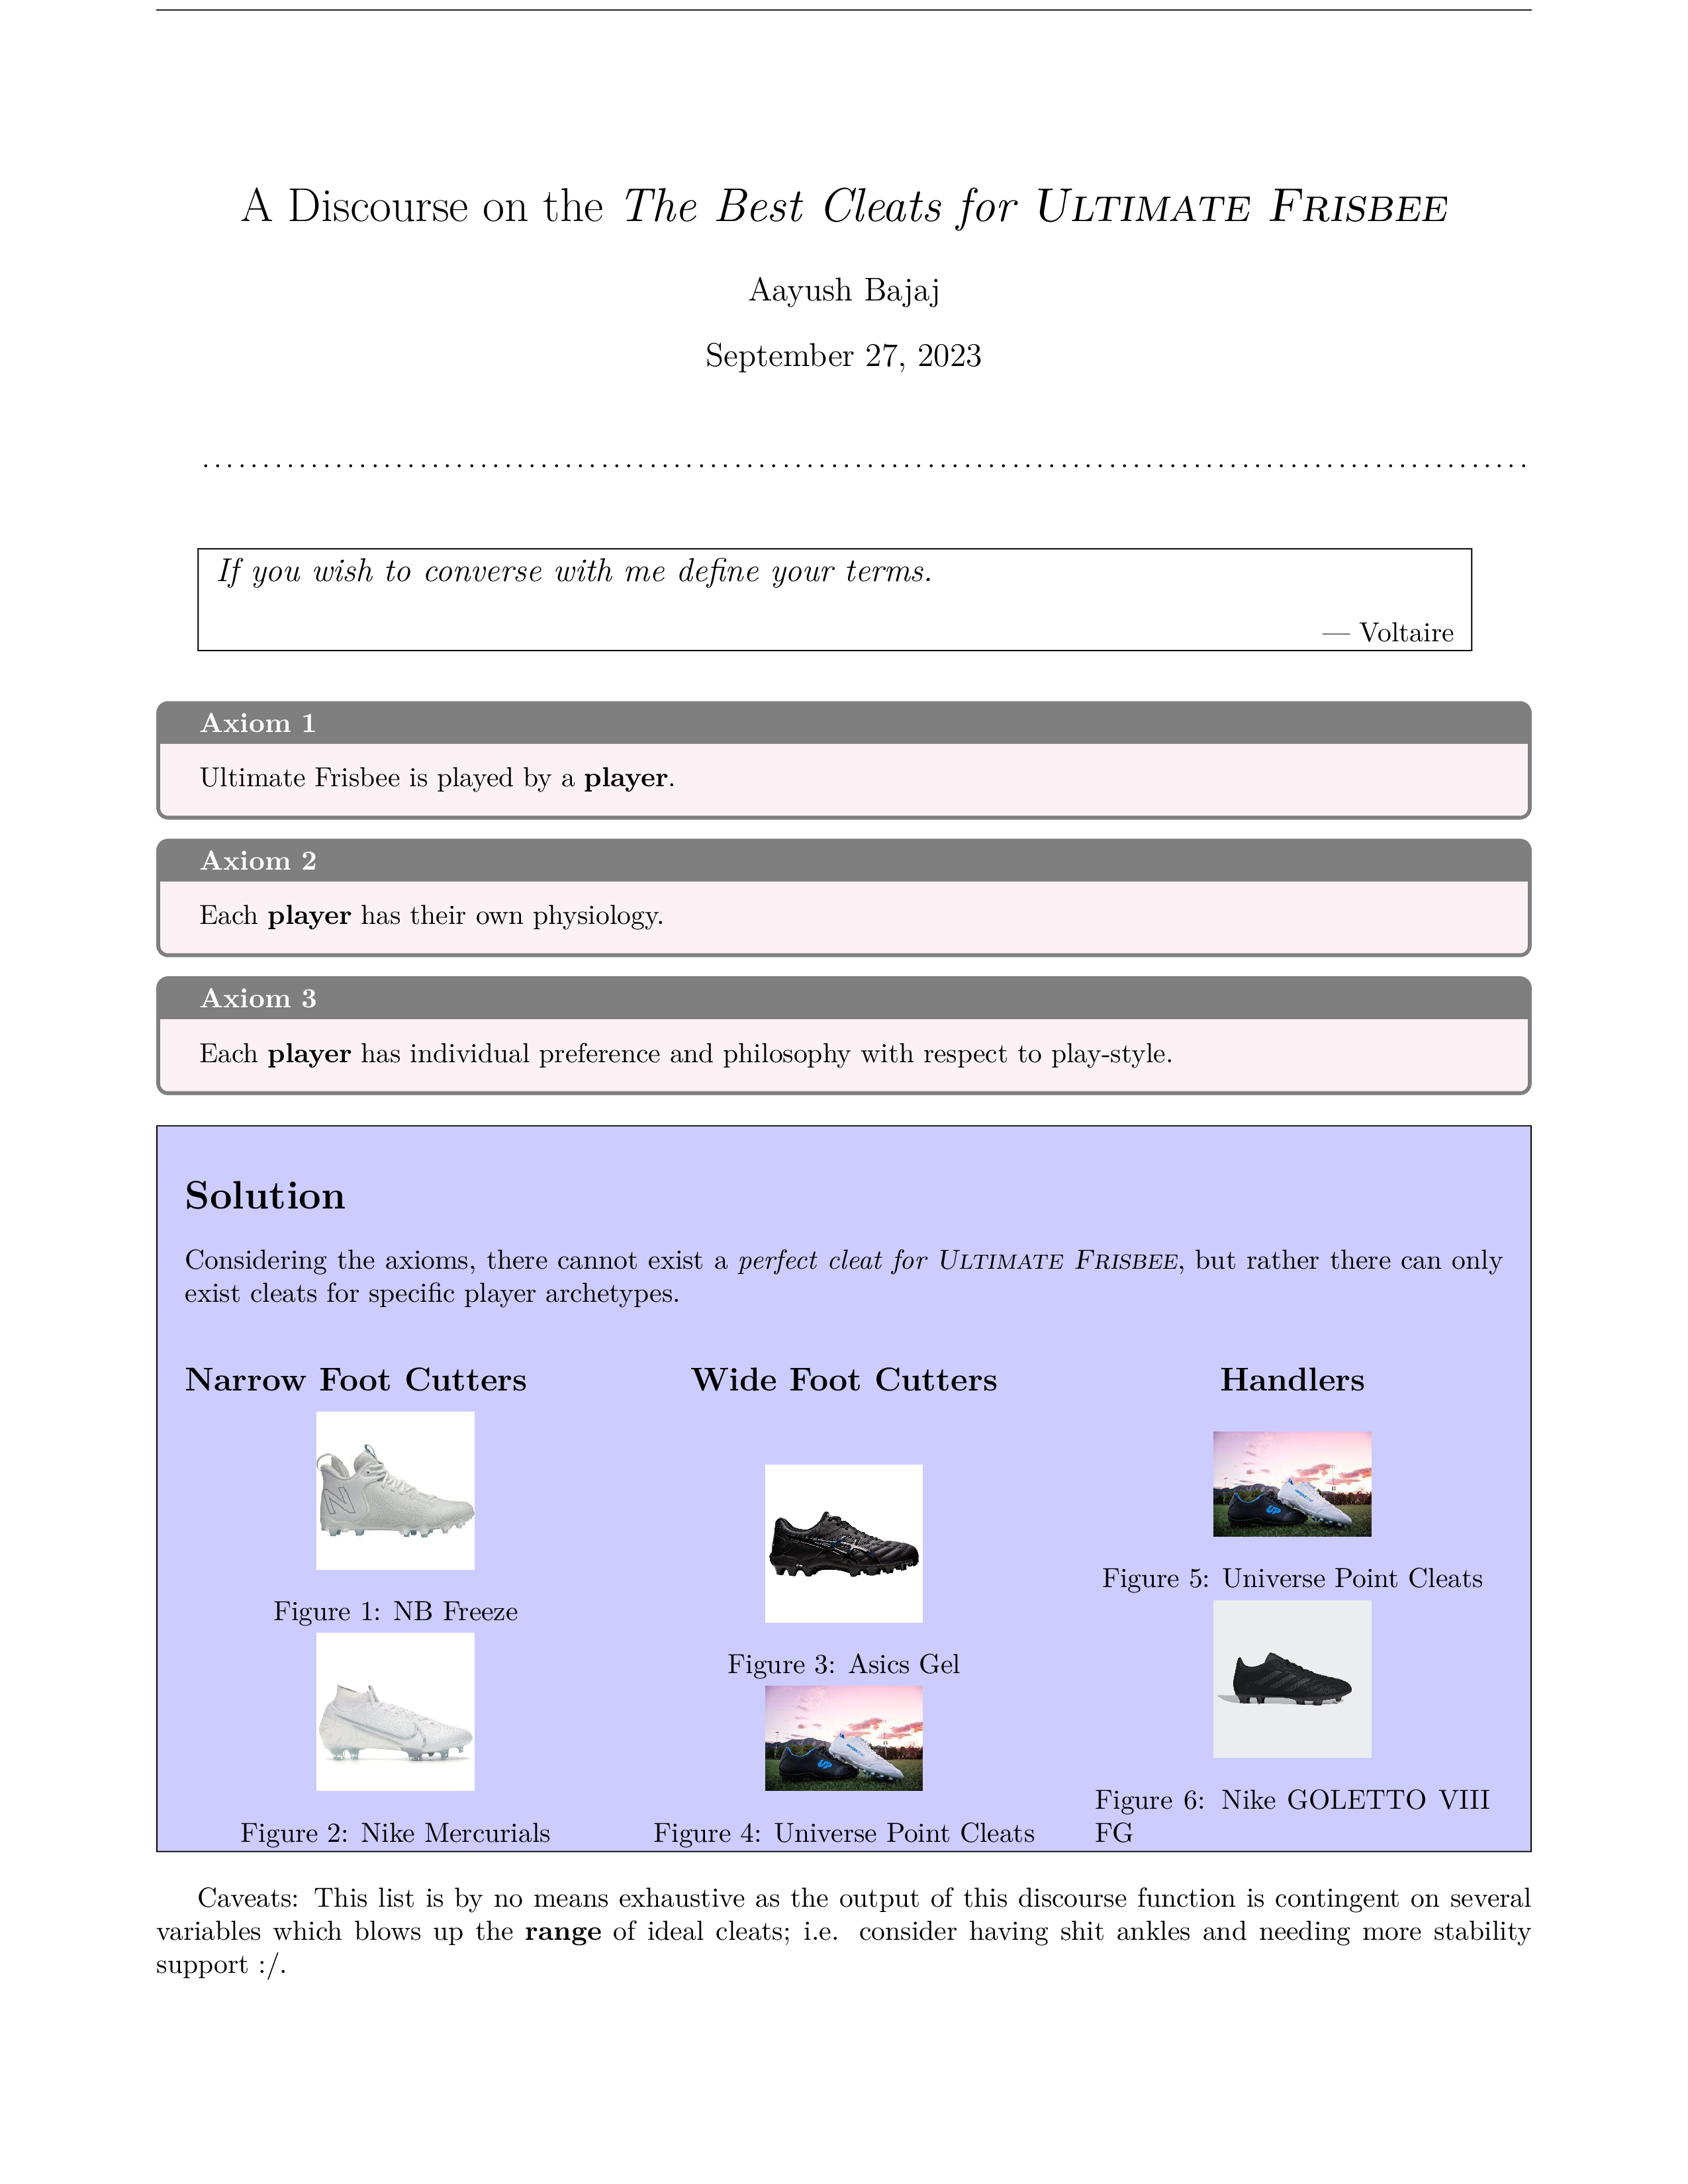 A Discourse on the The Best Cleats for ULTIMATE FRISBEE
Aayush Bajaj
September 27, 2023
If you wish to converse with me define your terms.
— Voltaire
Axiom 1
Ultimate Frisbee is played by a player.
Axiom 2
Each player has their own physiology.
Axiom 3
Each player has individual preference and philosophy with respect to play-style.
Solution
Considering the axioms, there cannot exist a perfect cleat for ULTIMATE FRISBEE, but rather there can only
exist cleats for specific player archetypes.
Narrow Foot Cutters
N
Figure 1: NB Freeze
Figure 2: Nike Mercurials
Wide Foot Cutters
Figure 3: Asics Gel
UP
Figure 4: Universe Point Cleats
Handlers
UP
Figure 5: Universe Point Cleats
Figure 6: Nike GOLETTO VIII
FG
Caveats: This list is by no means exhaustive as the output of this discourse function is contingent on several
variables which blows up the range of ideal cleats; i.e. consider having shit ankles and needing more stability
support :/.